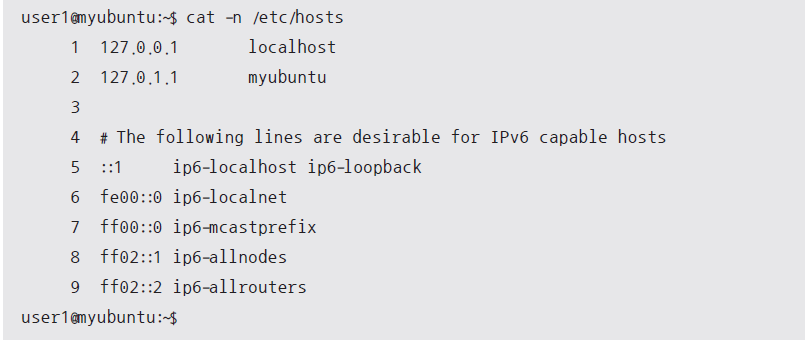 user1@myubuntu:~$ cat -n /etc/hosts
1 127.0.0.1 localhost
2 127.0.1.1 myubuntu
3
4 # The following lines are desirable for IPv6 capable hosts
5 ::1 ip6-localhost ip6-loopback
6 fe00::0 ip6-localnet
7 ff00::0 ip6-mcastprefix
8 ff02::1 ip6-allnodes
9 ff02::2 ip6-allrouters
user1@myubuntu:~$